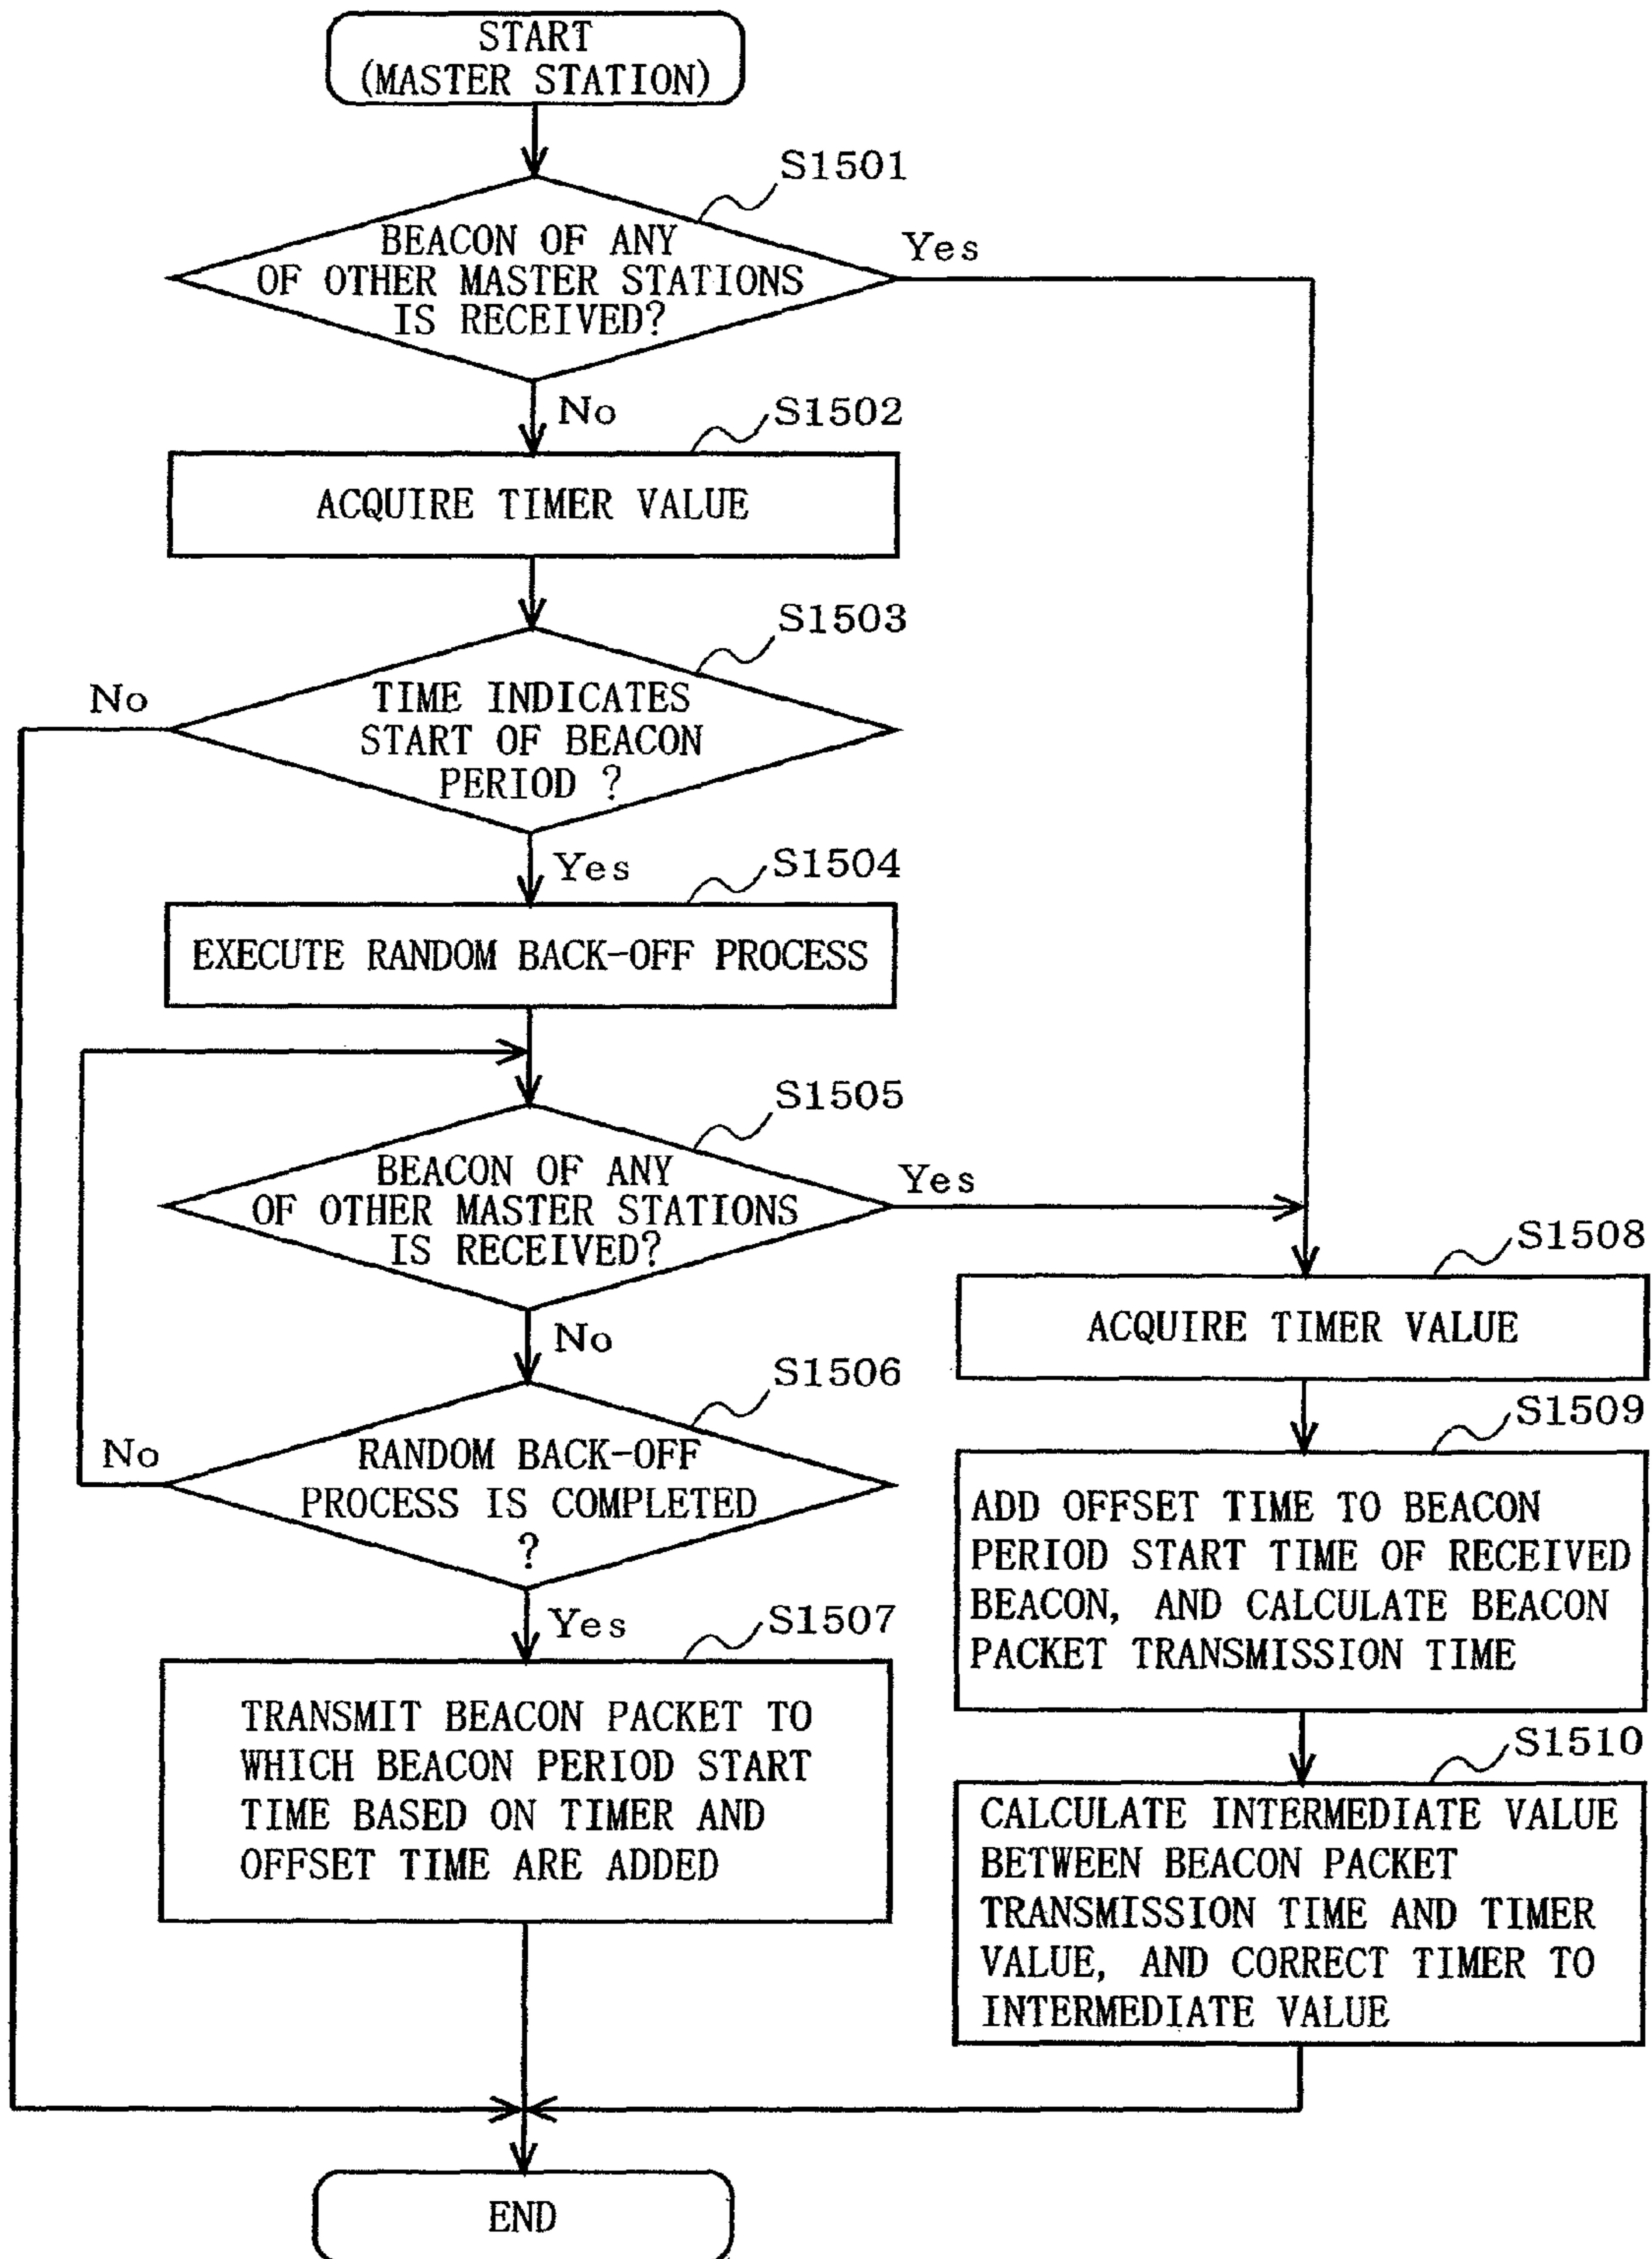 START
(MASTER STATION)
S1501
BEACON OF ANY
OF OTHER MASTER STATIONS
IS RECEIVED?
Yes
No
S1502
ACQUIRE TIMER VALUE
S1503
TIME INDICATES
START OF BEACON
PERIOD ?
No
Yes
S1504
EXECUTE RANDOM BACK-OFF PROCESS
S1505
BEACON OF ANY
OF OTHER MASTER STATIONS
IS RECEIVED?
Yes
No
S1506
RANDOM BACK-OFF
PROCESS IS COMPLETED
?
No
Yes
S1507
TRANSMIT BEACON PACKET TO
WHICH BEACON PERIOD START
TIME BASED ON TIMER AND
OFFSET TIME ARE ADDED
S1508
ACQUIRE TIMER VALUE
S1509
ADD OFFSET TIME TO BEACON
PERIOD START TIME OF RECEIVED
BEACON, AND CALCULATE BEACON
PACKET TRANSMISSION TIME
S1510
CALCULATE INTERMEDIATE VALUE
BETWEEN BEACON PACKET
TRANSMISSION TIME AND TIMER
VALUE, AND CORRECT TIMER TO
INTERMEDIATE VALUE
END